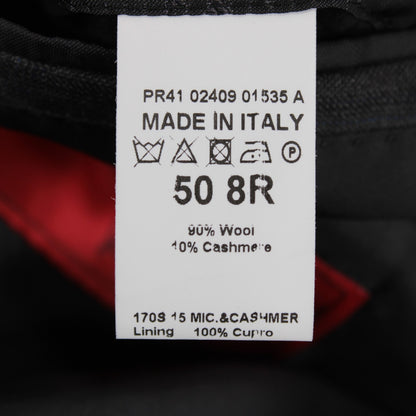 PR41 02409 01535 A
MADE IN ITALY
P
50 8R
90% Wool
10% Cashmere
170S 15 MIC.&CASHMER
Lining 100% Cupro